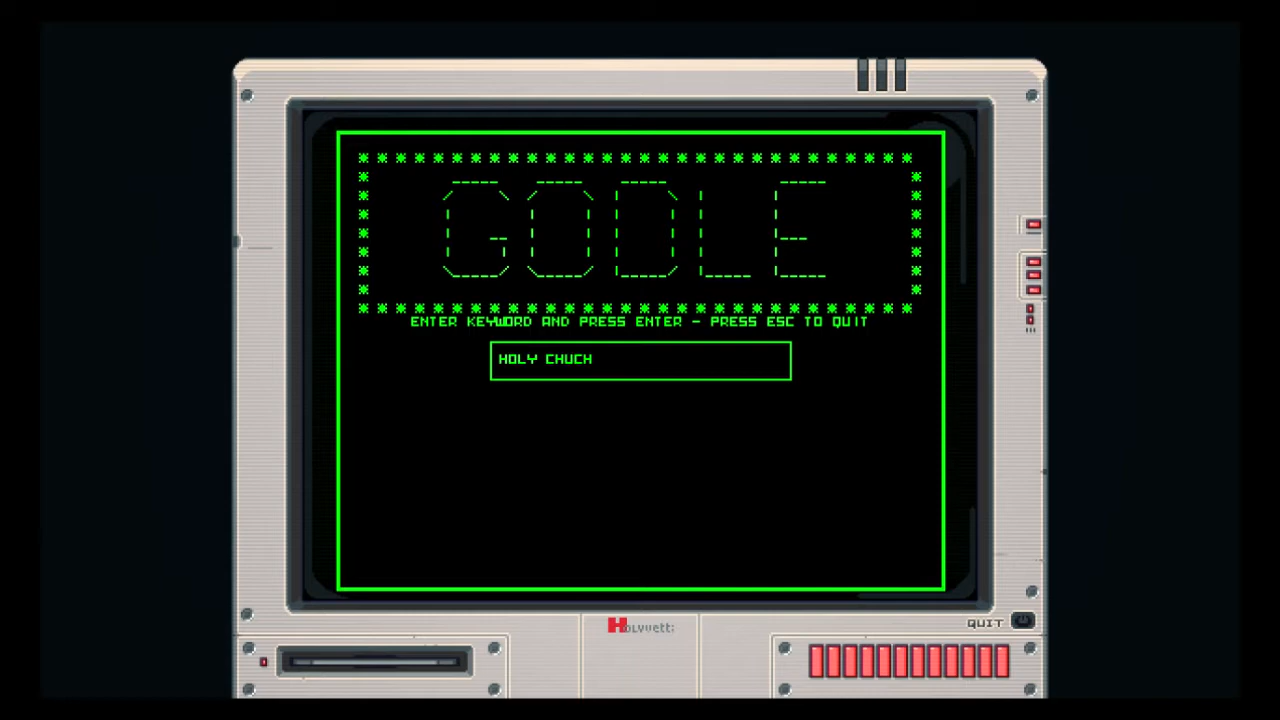 GODLE
ENTER KEYWORD AND PRESS ENTER - PRESS ESC TO QUIT
HOLY CHUCH
QUIT